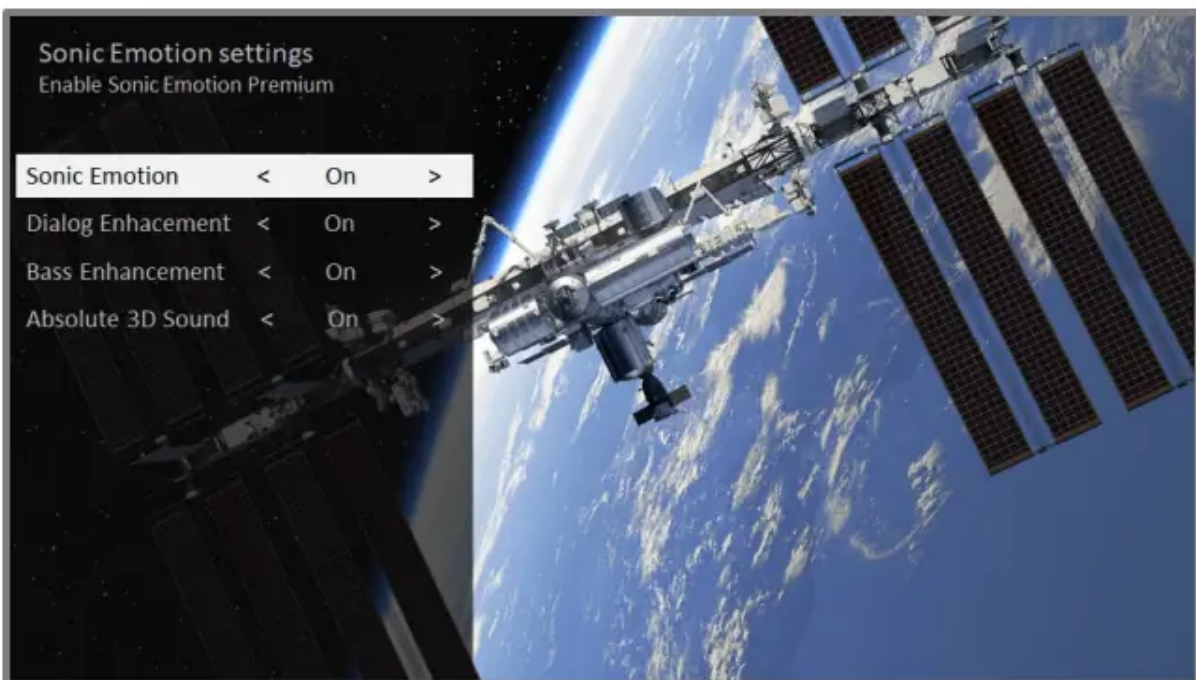 Sonic Emotion settings
Enable Sonic Emotion Premium
Sonic Emotion < On >
Dialog Enhacement < On >
Bass Enhancement < On >
Absolute 3D Sound < On >